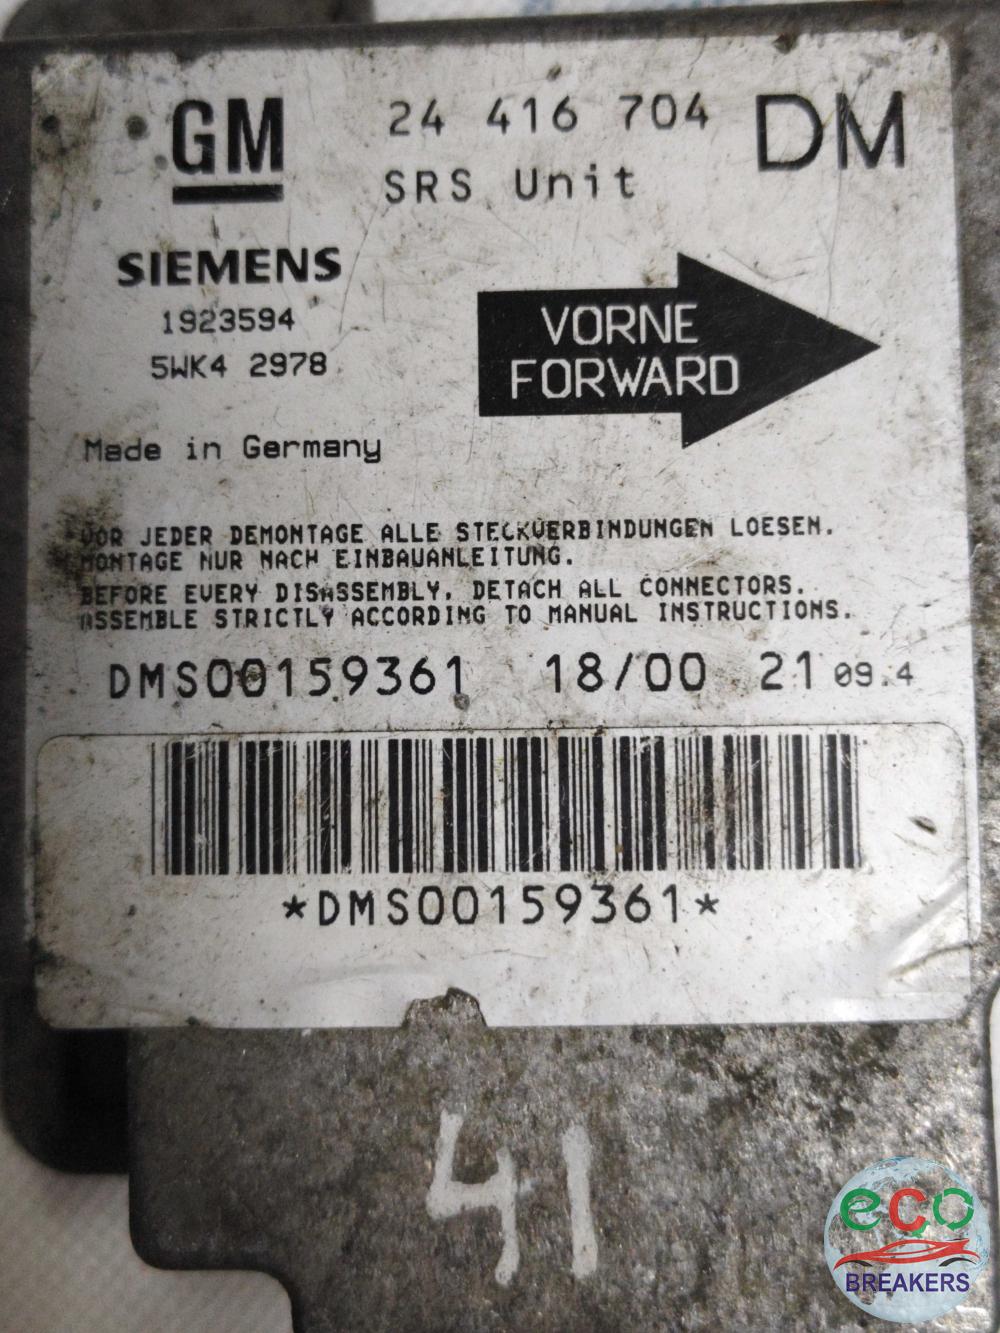 GM
24 416 704
DM
SRS Unit
SIEMENS
1923594
5WK4 2978
VORNE
FORWARD
Made in Germany
VOR JEDER DEMONTAGE ALLE STECKVERBINDUNGEN LOESEN.
MONTAGE NUR NACH EINBAUANLEITUNG.
BEFORE EVERY DISASSEMBLY, DETACH ALL CONNECTORS.
ASSEMBLE STRICTLY ACCORDING TO MANUAL INSTRUCTIONS.
DMS00159361 18/00 21 09.4
*DMS00159361*
41
eco
BREAKERS